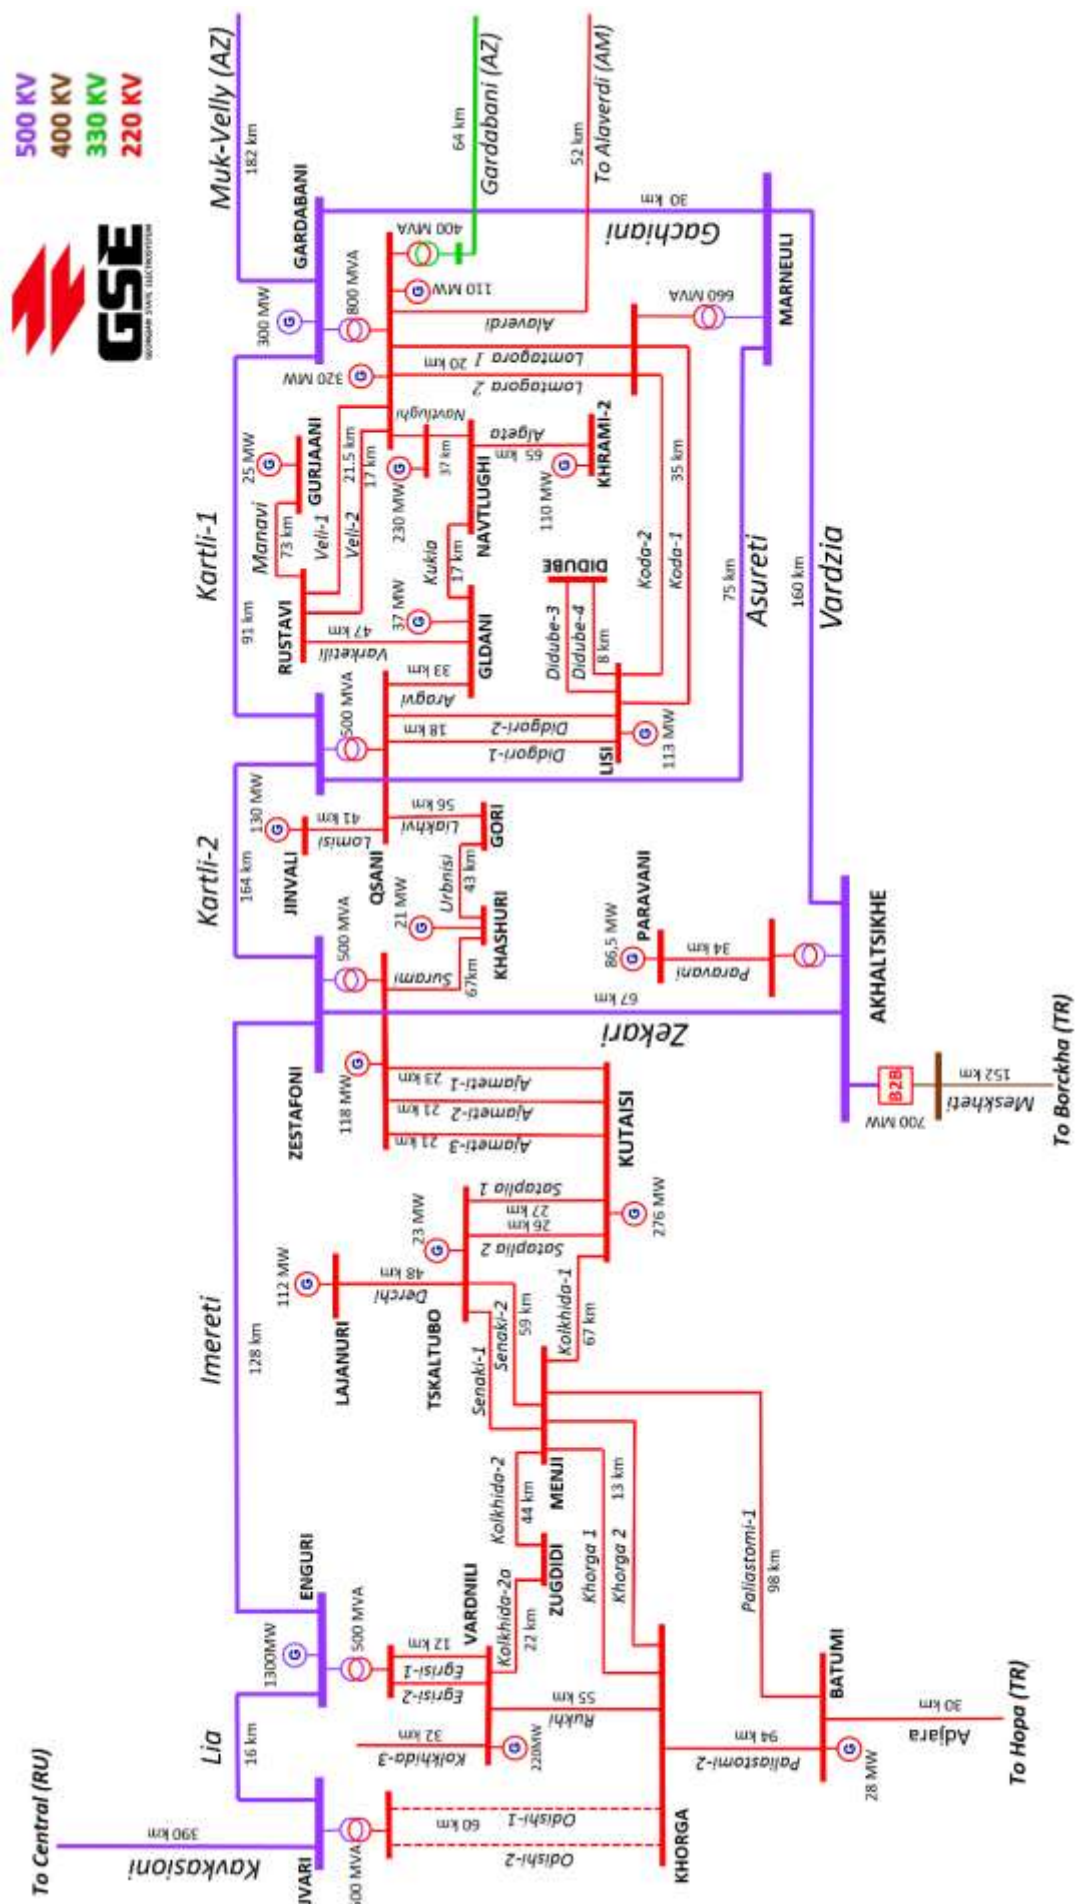 500 KV
400 KV
330 KV
220 KV
GSE
GEORGIAN STATE ELECTROSYSTEM
To Central (RU)
390 km
Kavkasioni
Lia
16 km
Imereti
128 km
Kartli-2
164 km
Kartli-1
91 km
Muk-Velly (AZ)
182 km
500 MVA
ENGURI
1300MW
500 MVA
ZESTAFONI
500 MVA
118 MW
500 MVA
QSANI
130 MW
JINVALI
41 km
Lomisi
300 MW
GARDABANI
800 MVA
320 MW
110 MW
400 MVA
64 km
Gardabani (AZ)
52 km
To Alaverdi (AM)
Alaverdi
Odishi-1
Odishi-2
60 km
Egrisi-1
Egrisi-2
12 km
VARDNILI
Kolkhida-3
32 km
220MW
Kolkhida-2a
22 km
ZUGDIDI
Kolkhida-2
44 km
MENJI
Rukhi
55 km
KHORGA
Khorga 1
Khorga 2
13 km
Paliastomi-1
98 km
Paliastomi-2
94 km
BATUMI
28 MW
Adjara
30 km
To Hopa (TR)
112 MW
LAJANURI
Derchi
48 km
TSKALTUBO
23 MW
Senaki-1
Senaki-2
59 km
Kolkhida-1
67 km
Sataplia 1
27 km
26 km
Sataplia 2
KUTAISI
276 MW
Ajameti-1
23 km
Ajameti-2
21 km
Ajameti-3
21 km
Surami
67km
KHASHURI
21 MW
Urbnisi
43 km
GORI
Liakhvi
56 km
Aragvi
33 km
GLDANI
37 MW
Varketili
47 km
RUSTAVI
Manavi
73 km
25 MW
GURJAANI
Veli-1
21.5 km
Veli-2
17 km
Navtlughi
37 km
230 MW
Kukia
17 km
NAVTLUGHI
Algeta
65 km
110 MW
KHRAMI-2
Didgori-1
Didgori-2
18 km
LISI
113 MW
DIDUBE
Didube-3
Didube-4
8 km
Koda-2
Koda-1
35 km
Lomtagora 1
20 km
Lomtagora 2
660 MVA
MARNEULI
Gachiani
30 km
75 km
Asureti
160 km
Vardzia
Zekari
67 km
86,5 MW
PARAVANI
Paravani
34 km
AKHALTSIKHE
B2B
700 MW
Meskheti
152 km
To Borckha (TR)